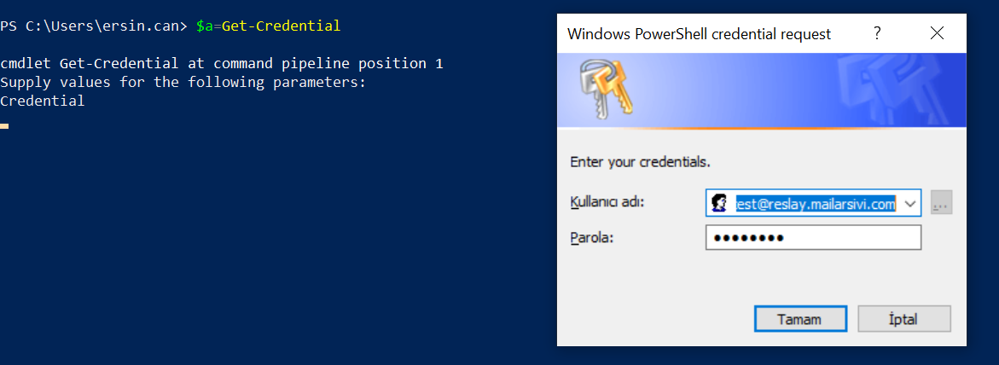 PS C:\Users\ersin.can> $a=Get-Credential
cmdlet Get-Credential at command pipeline position 1
Supply values for the following parameters:
Credential
Windows PowerShell credential request
?
Enter your credentials.
Kullanıcı adı:
est@reslay.mailarsivi.com
...
Parola:
●●●●●●●●
Tamam
İptal